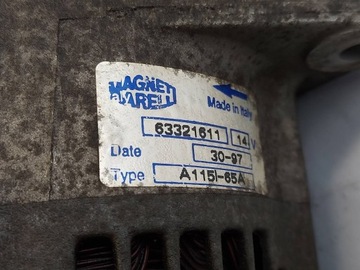 MAGNETI
MARELLI
Made in Italy
63321611 14 V
Date 30-97
Type A115I-65A